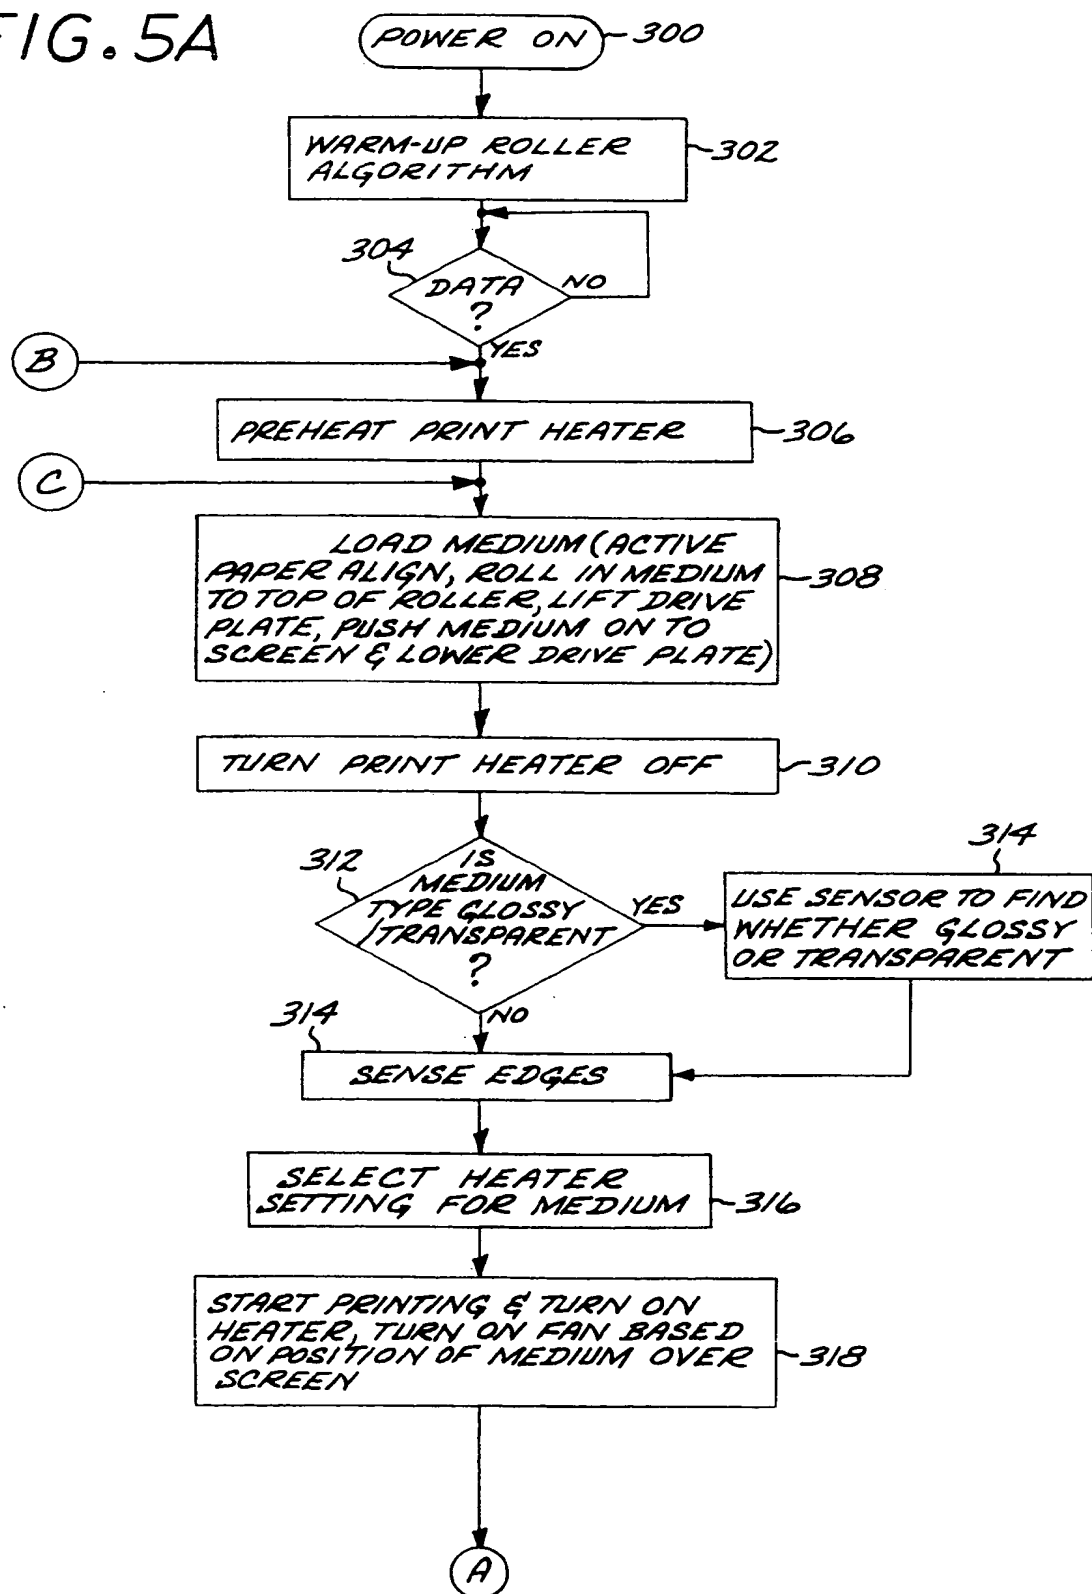 FIG. 5A
POWER ON
300
WARM-UP ROLLER
ALGORITHM
302
304
DATA
?
NO
YES
B
PREHEAT PRINT HEATER
306
C
LOAD MEDIUM (ACTIVE
PAPER ALIGN, ROLL IN MEDIUM
TO TOP OF ROLLER, LIFT DRIVE
PLATE, PUSH MEDIUM ON TO
SCREEN & LOWER DRIVE PLATE)
308
TURN PRINT HEATER OFF
310
312
IS
MEDIUM
TYPE GLOSSY
/TRANSPARENT
?
YES
NO
314
USE SENSOR TO FIND
WHETHER GLOSSY
OR TRANSPARENT
314
SENSE EDGES
SELECT HEATER
SETTING FOR MEDIUM
316
START PRINTING & TURN ON
HEATER, TURN ON FAN BASED
ON POSITION OF MEDIUM OVER
SCREEN
318
A